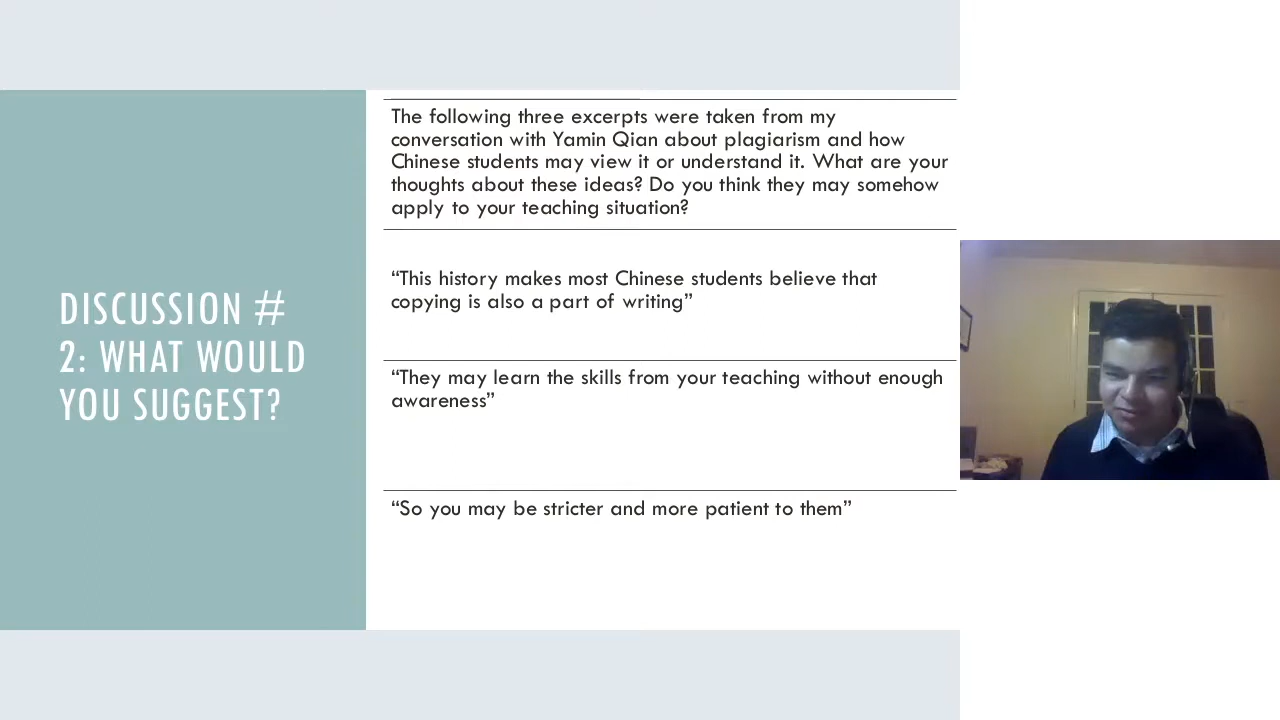 DISCUSSION #
2: WHAT WOULD
YOU SUGGEST?
The following three excerpts were taken from my
conversation with Yamin Qian about plagiarism and how
Chinese students may view it or understand it. What are your
thoughts about these ideas? Do you think they may somehow
apply to your teaching situation?
“This history makes most Chinese students believe that
copying is also a part of writing”
“They may learn the skills from your teaching without enough
awareness”
“So you may be stricter and more patient to them”